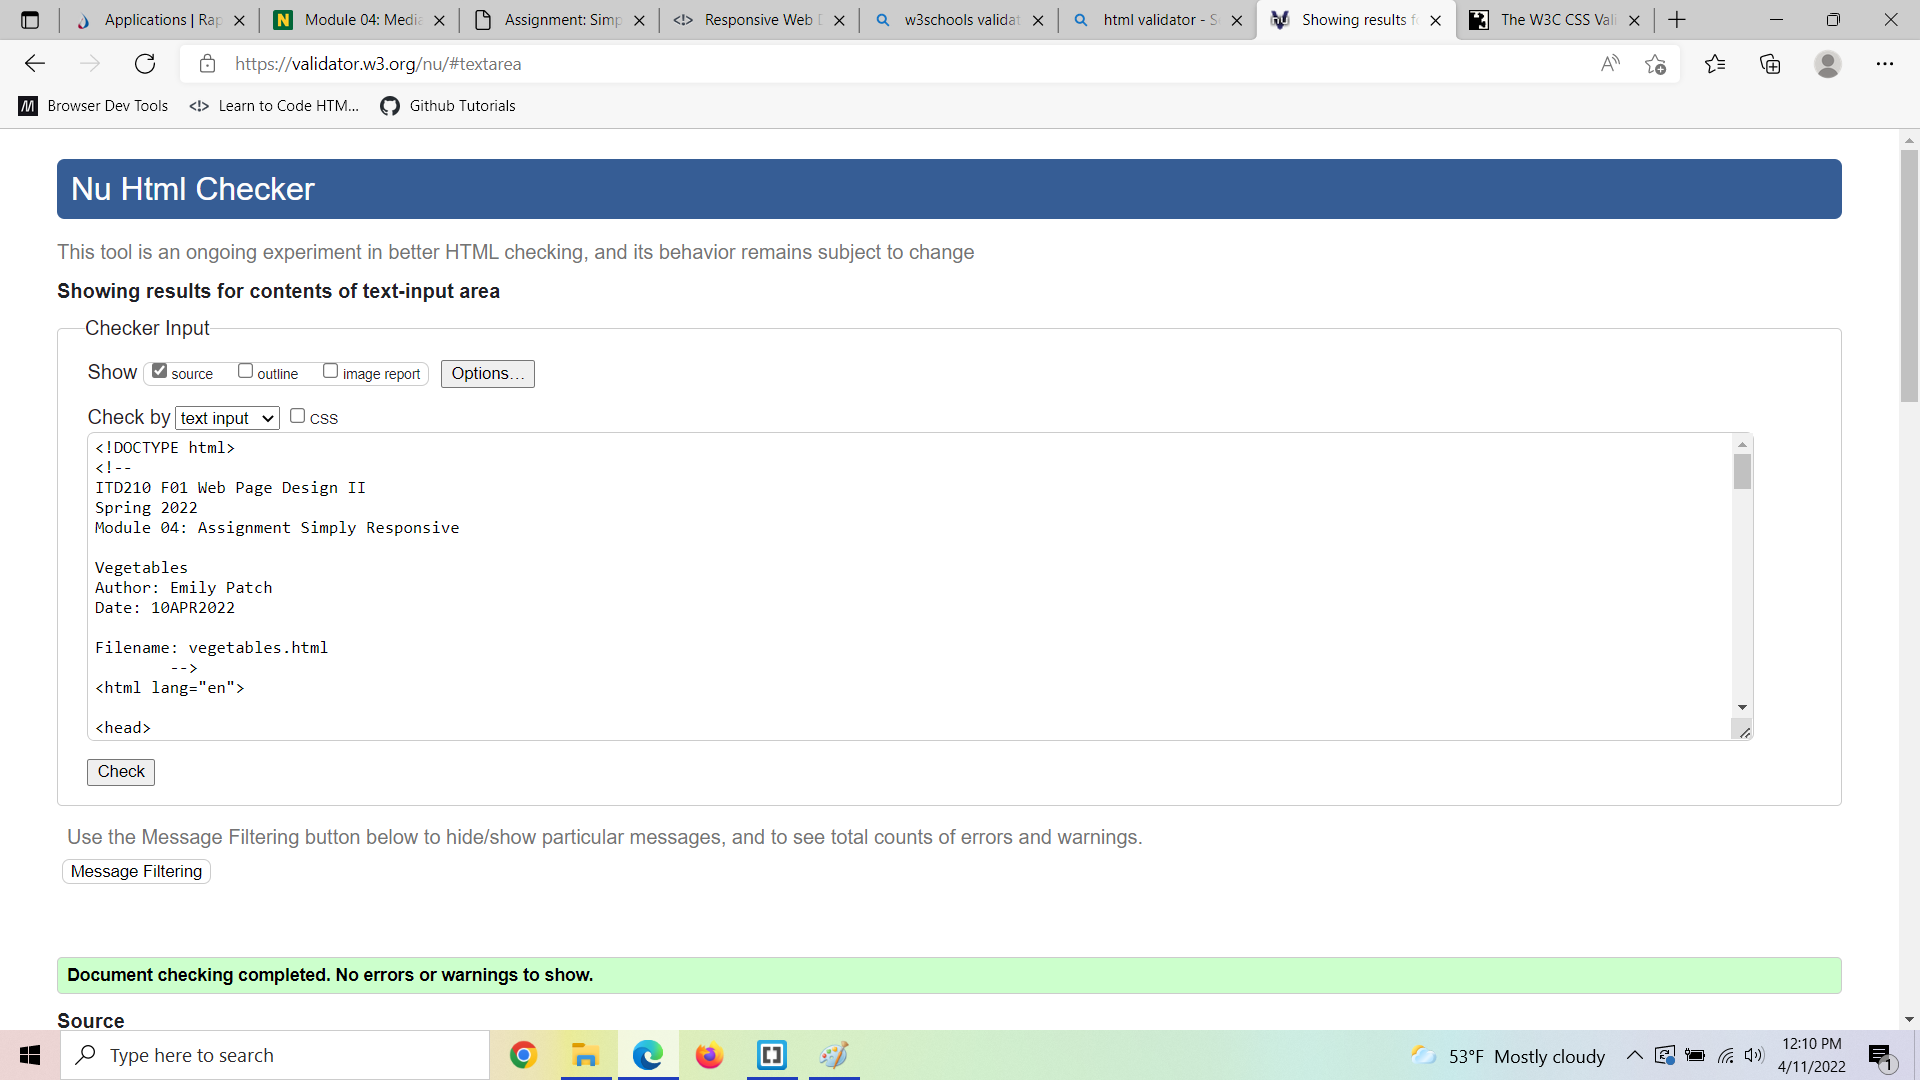 Applications | Rap
Module 04: Media
Assignment: Simp
Responsive Web D
w3schools validat
html validator - Se
Showing results f
The W3C CSS Vali
https://validator.w3.org/nu/#textarea
Browser Dev Tools
Learn to Code HTM...
Github Tutorials
Nu Html Checker
This tool is an ongoing experiment in better HTML checking, and its behavior remains subject to change
Showing results for contents of text-input area
Checker Input
Show source outline image report Options...
Check by text input CSS
<!DOCTYPE html>
<!--
ITD210 F01 Web Page Design II
Spring 2022
Module 04: Assignment Simply Responsive
Vegetables
Author: Emily Patch
Date: 10APR2022
Filename: vegetables.html
-->
<html lang="en">
<head>
Check
Use the Message Filtering button below to hide/show particular messages, and to see total counts of errors and warnings.
Message Filtering
Document checking completed. No errors or warnings to show.
Source
Type here to search
53°F Mostly cloudy
12:10 PM
4/11/2022
1